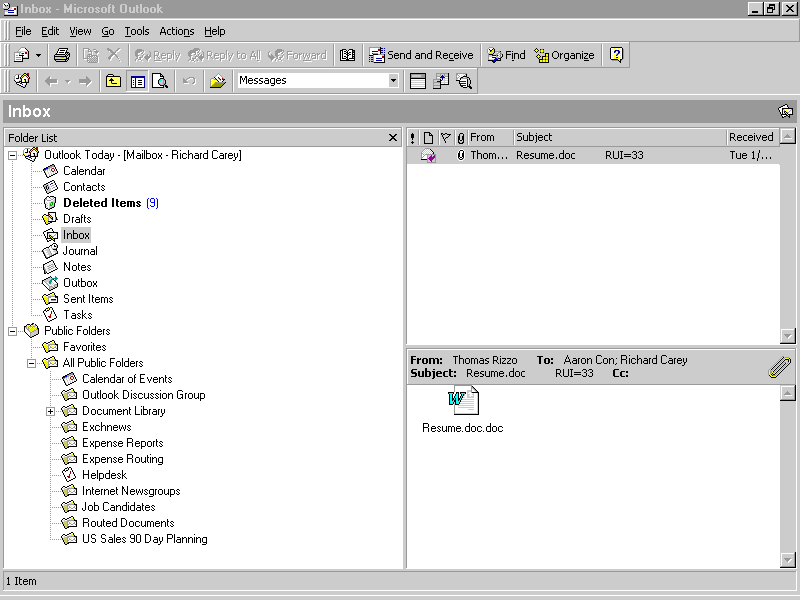 Inbox - Microsoft Outlook
File Edit View Go Tools Actions Help
Reply Reply to All Forward Send and Receive Find Organize
Messages
Inbox
Folder List
Outlook Today - [Mailbox - Richard Carey]
Calendar
Contacts
Deleted Items (9)
Drafts
Inbox
Journal
Notes
Outbox
Sent Items
Tasks
Public Folders
Favorites
All Public Folders
Calendar of Events
Outlook Discussion Group
Document Library
Exchnews
Expense Reports
Expense Routing
Helpdesk
Internet Newsgroups
Job Candidates
Routed Documents
US Sales 90 Day Planning
! From Subject Received
Thom... Resume.doc RUI=33 Tue 1/...
From: Thomas Rizzo To: Aaron Con; Richard Carey
Subject: Resume.doc RUI=33 Cc:
W
Resume.doc.doc
1 Item